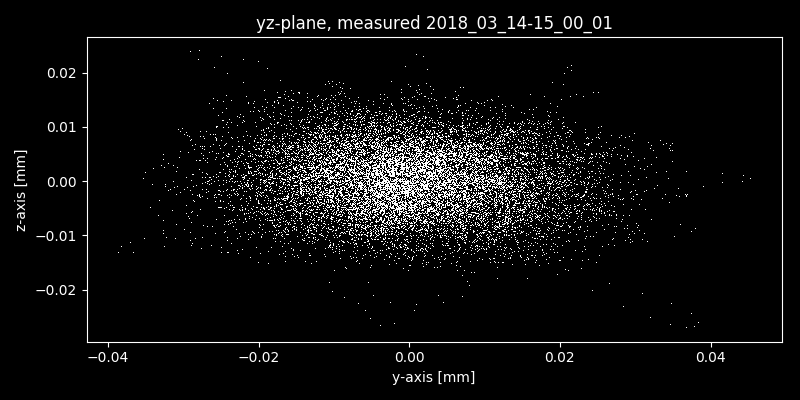 yz-plane, measured 2018_03_14-15_00_01
z-axis [mm]
0.02
0.01
0.00
−0.01
−0.02
−0.04 −0.02 0.00 0.02 0.04
y-axis [mm]